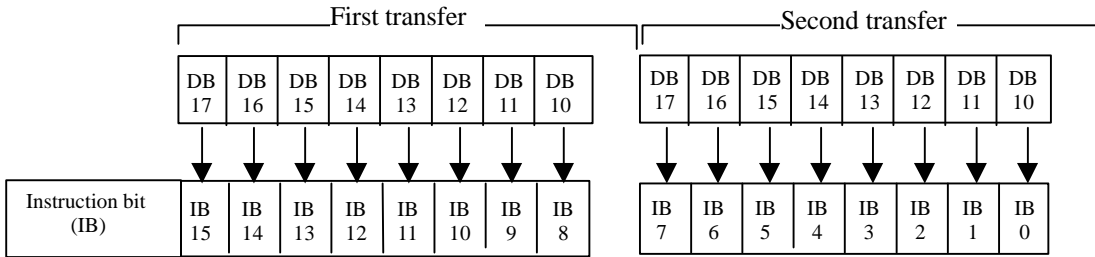 First transfer Second transfer
DB 17 DB 16 DB 15 DB 14 DB 13 DB 12 DB 11 DB 10 DB 17 DB 16 DB 15 DB 14 DB 13 DB 12 DB 11 DB 10
Instruction bit
(IB)
IB 15 IB 14 IB 13 IB 12 IB 11 IB 10 IB 9 IB 8 IB 7 IB 6 IB 5 IB 4 IB 3 IB 2 IB 1 IB 0